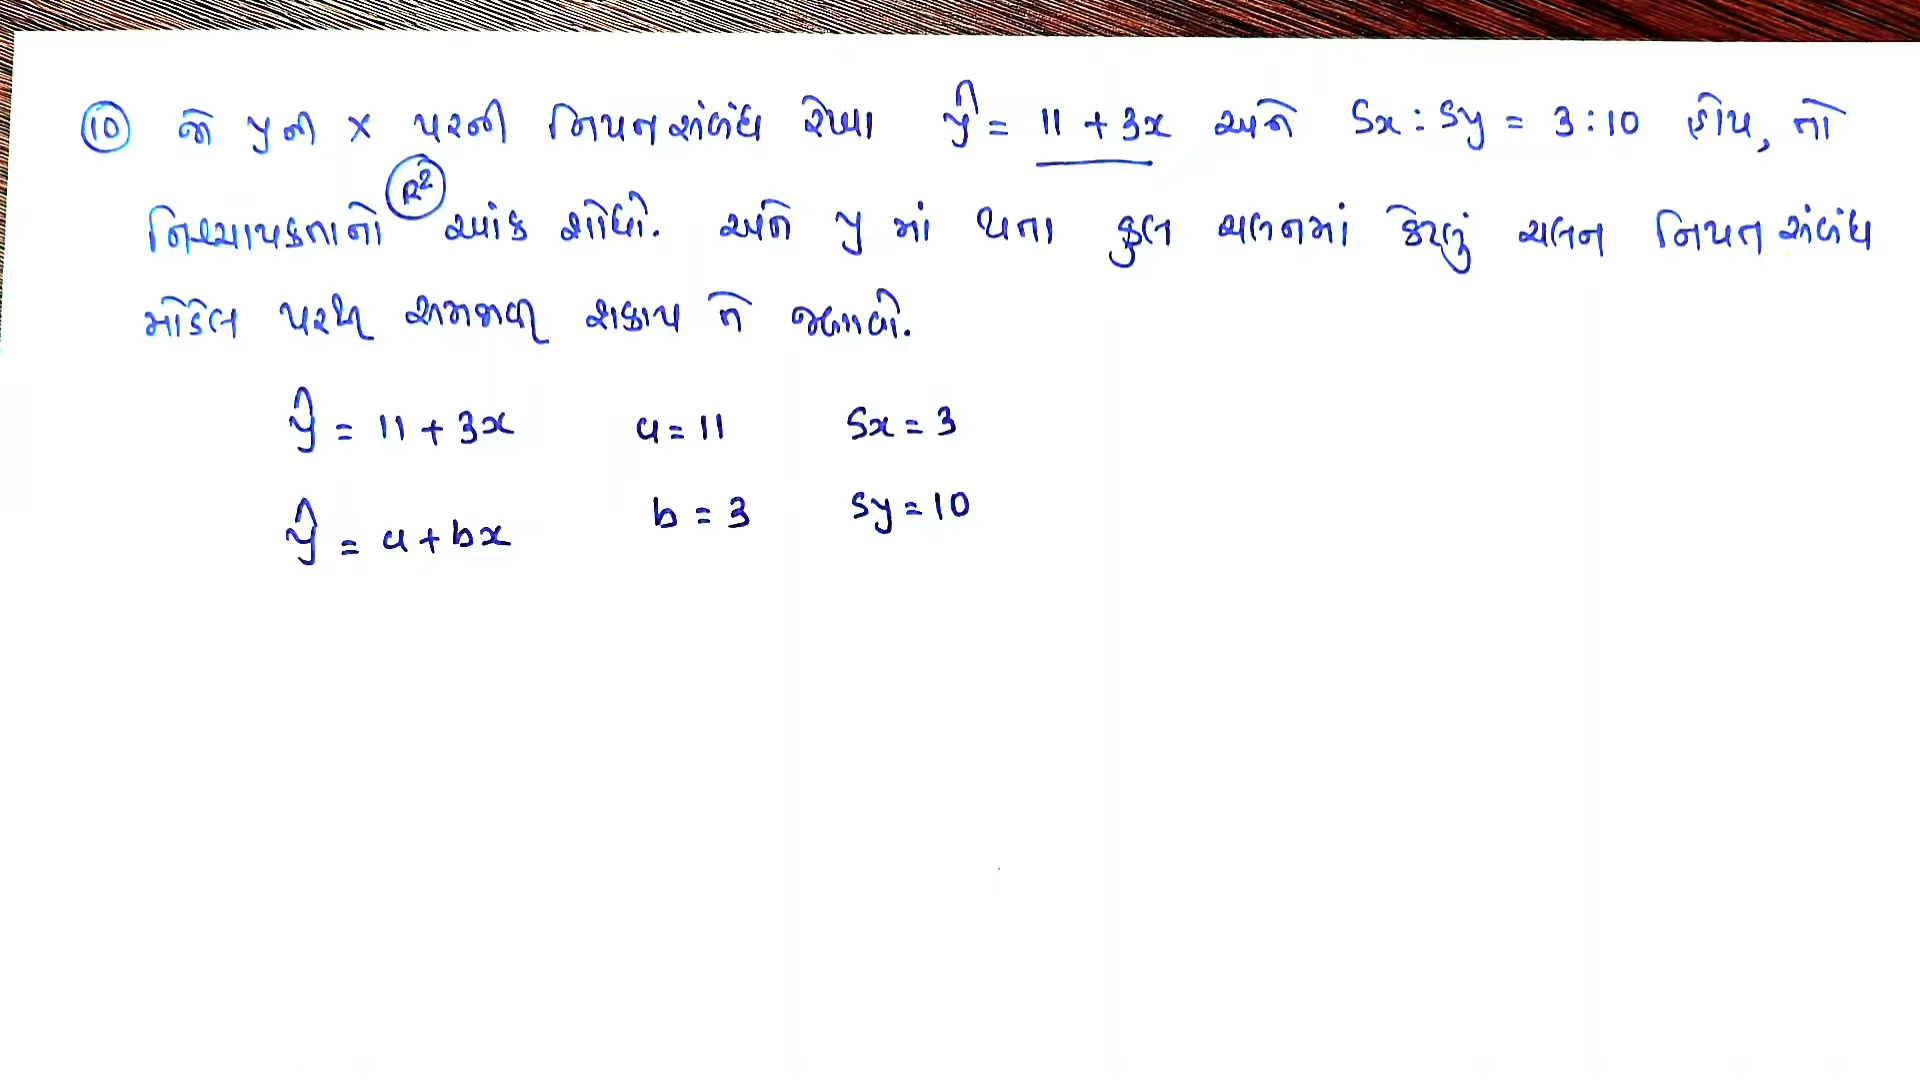 (10) જો y ની x પરની નિયતસંબંધ રેખા ŷ = 11 + 3x અને Sx : Sy = 3 : 10 હોય, તો
નિશ્ચાયકતાનો R² આંક શોધો. અને y માં થતા કુલ ચલનમાં કેટલું ચલન નિયતસંબંધ
મોડેલ પરથી સમજાવી શકાય તે જણાવો.
ŷ = 11 + 3x a = 11 Sx = 3
ŷ = a + bx b = 3 Sy = 10